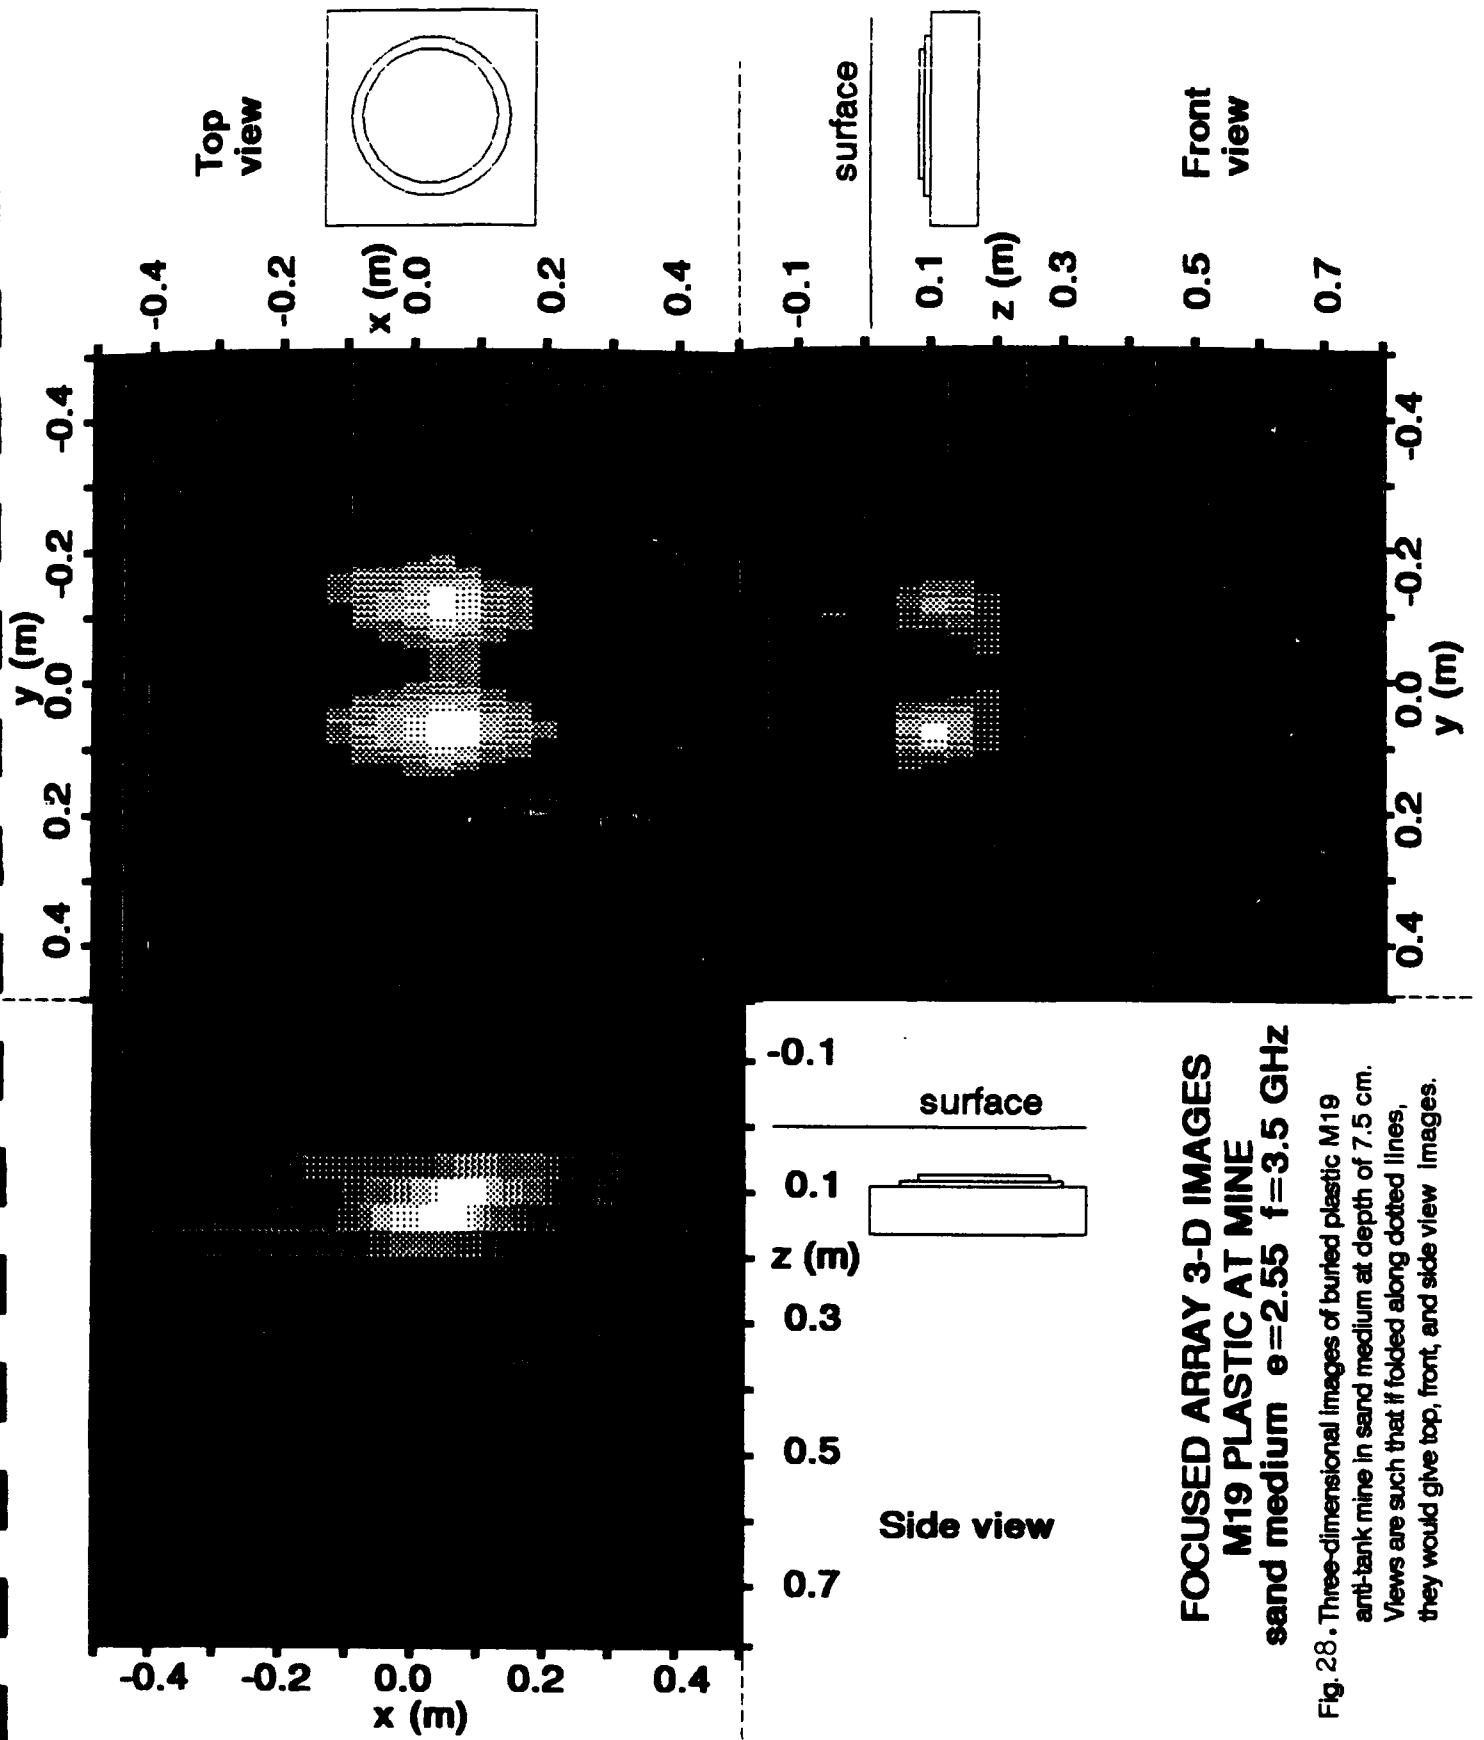 Top
view
-0.4
-0.2
x (m)
0.0
0.2
0.4
y (m)
-0.4
-0.2
0.0
0.2
0.4
surface
-0.1
0.1
z (m)
0.3
0.5
0.7
Front
view
-0.4
-0.2
0.0
0.2
0.4
y (m)
-0.1
surface
0.1
z (m)
0.3
0.5
0.7
Side view
-0.4
-0.2
0.0
0.2
0.4
x (m)
FOCUSED ARRAY 3-D IMAGES
M19 PLASTIC AT MINE
sand medium e=2.55 f=3.5 GHz
Fig. 28. Three-dimensional images of buried plastic M19
anti-tank mine in sand medium at depth of 7.5 cm.
Views are such that if folded along dotted lines,
they would give top, front, and side view images.